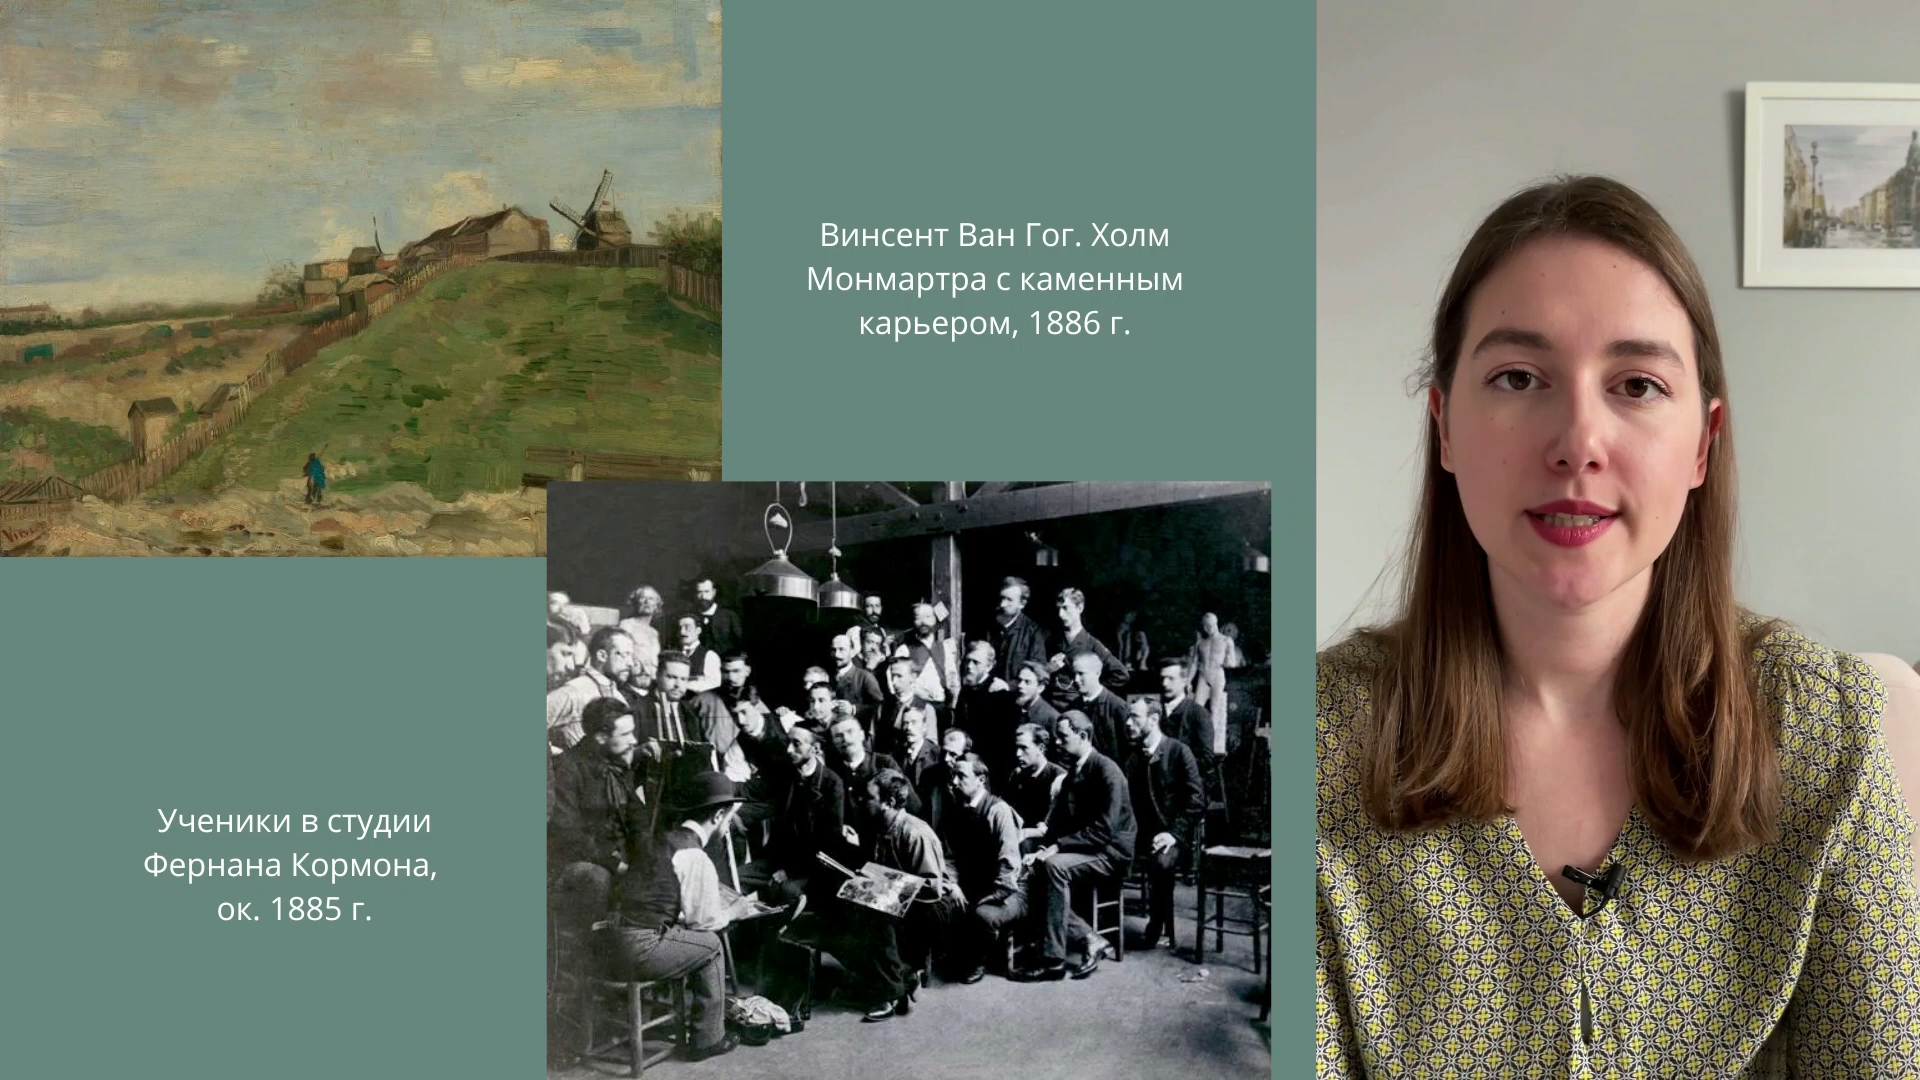 Винсент Ван Гог. Холм
Монмартра с каменным
карьером, 1886 г.
Ученики в студии
Фернана Кормона,
ок. 1885 г.